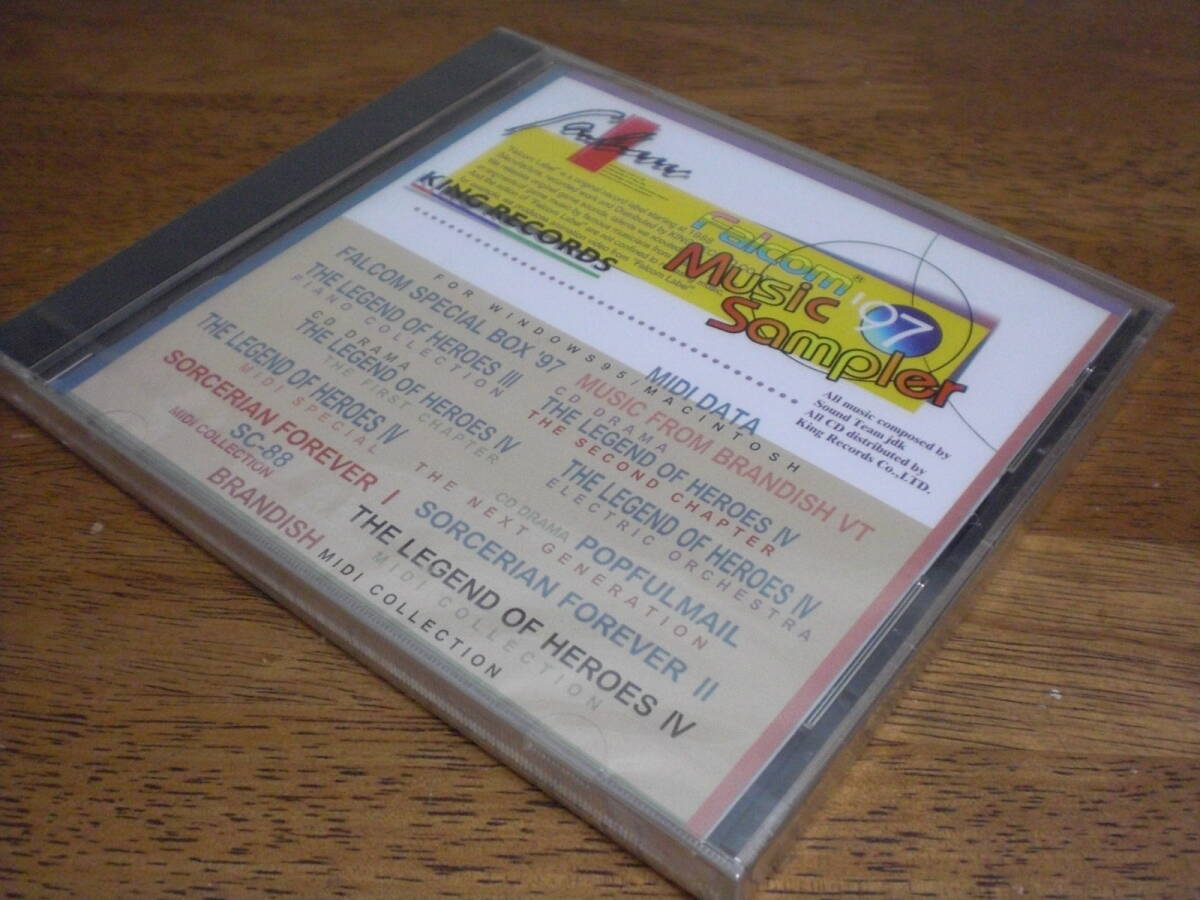 Falcom
KING RECORDS
Falcom®
Music '97
Sampler
MIDI DATA
FOR WINDOWS95/MACINTOSH
All music composed by
Sound Team jdk
All CD distributed by
King Records Co.,LTD.
FALCOM SPECIAL BOX '97
MUSIC FROM BRANDISH VT
THE LEGEND OF HEROES III
PIANO COLLECTION
CD DRAMA
THE LEGEND OF HEROES IV
THE SECOND CHAPTER
CD DRAMA
THE LEGEND OF HEROES IV
THE FIRST CHAPTER
THE LEGEND OF HEROES IV
ELECTRIC ORCHESTRA
THE LEGEND OF HEROES IV
MIDI SPECIAL THE NEXT GENERATION
CD DRAMA POPFULMAIL
SORCERIAN FOREVER I
SORCERIAN FOREVER II
SC-88
MIDI COLLECTION
THE LEGEND OF HEROES IV
MIDI COLLECTION
BRANDISH MIDI COLLECTION